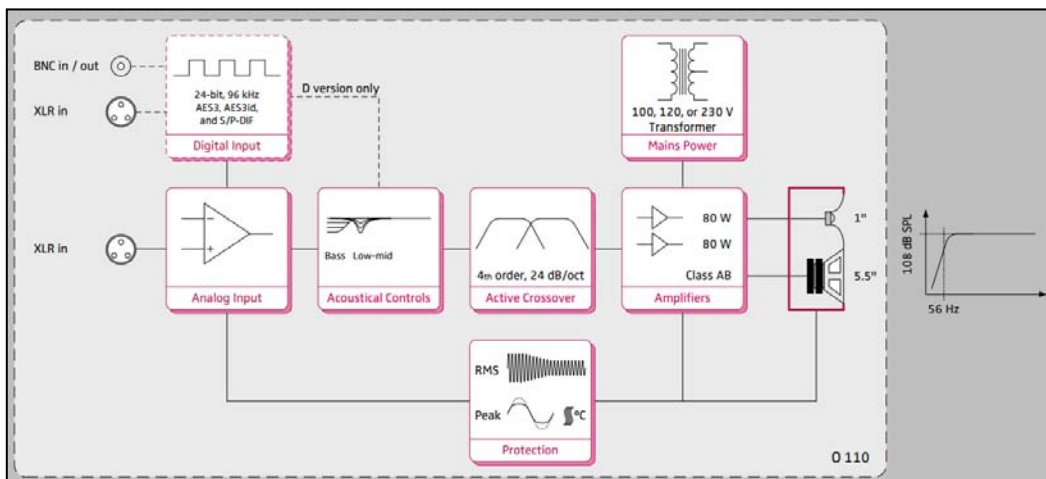 BNC in / out
XLR in
24-bit, 96 kHz
AES3, AES3id,
and S/P-DIF
Digital Input
D version only
100, 120, or 230 V
Transformer
Mains Power
XLR in
Analog Input
Bass Low-mid
Acoustical Controls
4th order, 24 dB/oct
Active Crossover
80 W
80 W
Class AB
Amplifiers
1"
5.5"
108 dB SPL
56 Hz
RMS
Peak
°C
Protection
O 110